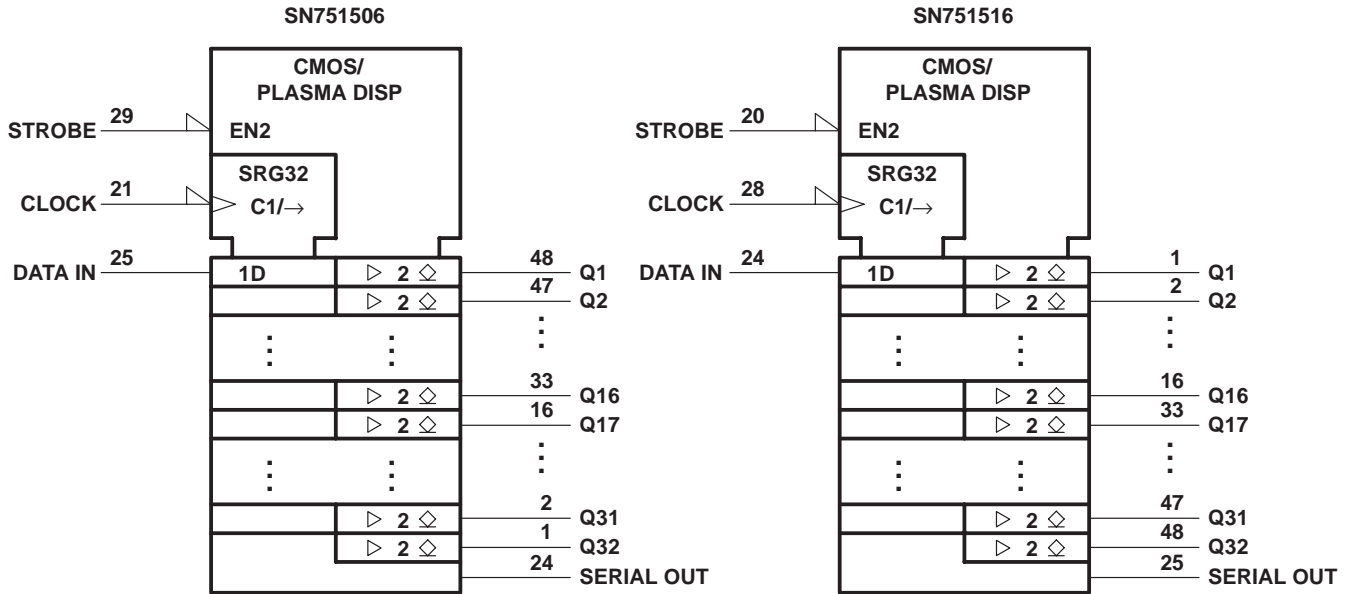 SN751506
CMOS/
PLASMA DISP
STROBE 29 EN2
SRG32
CLOCK 21 C1/→
DATA IN 25 1D ▷ 2 ◇ 48 Q1
▷ 2 ◇ 47 Q2
⋮ ⋮ ⋮
▷ 2 ◇ 33 Q16
▷ 2 ◇ 16 Q17
⋮ ⋮ ⋮
▷ 2 ◇ 2 Q31
▷ 2 ◇ 1 Q32
24 SERIAL OUT
SN751516
CMOS/
PLASMA DISP
STROBE 20 EN2
SRG32
CLOCK 28 C1/→
DATA IN 24 1D ▷ 2 ◇ 1 Q1
▷ 2 ◇ 2 Q2
⋮ ⋮ ⋮
▷ 2 ◇ 16 Q16
▷ 2 ◇ 33 Q17
⋮ ⋮ ⋮
▷ 2 ◇ 47 Q31
▷ 2 ◇ 48 Q32
25 SERIAL OUT